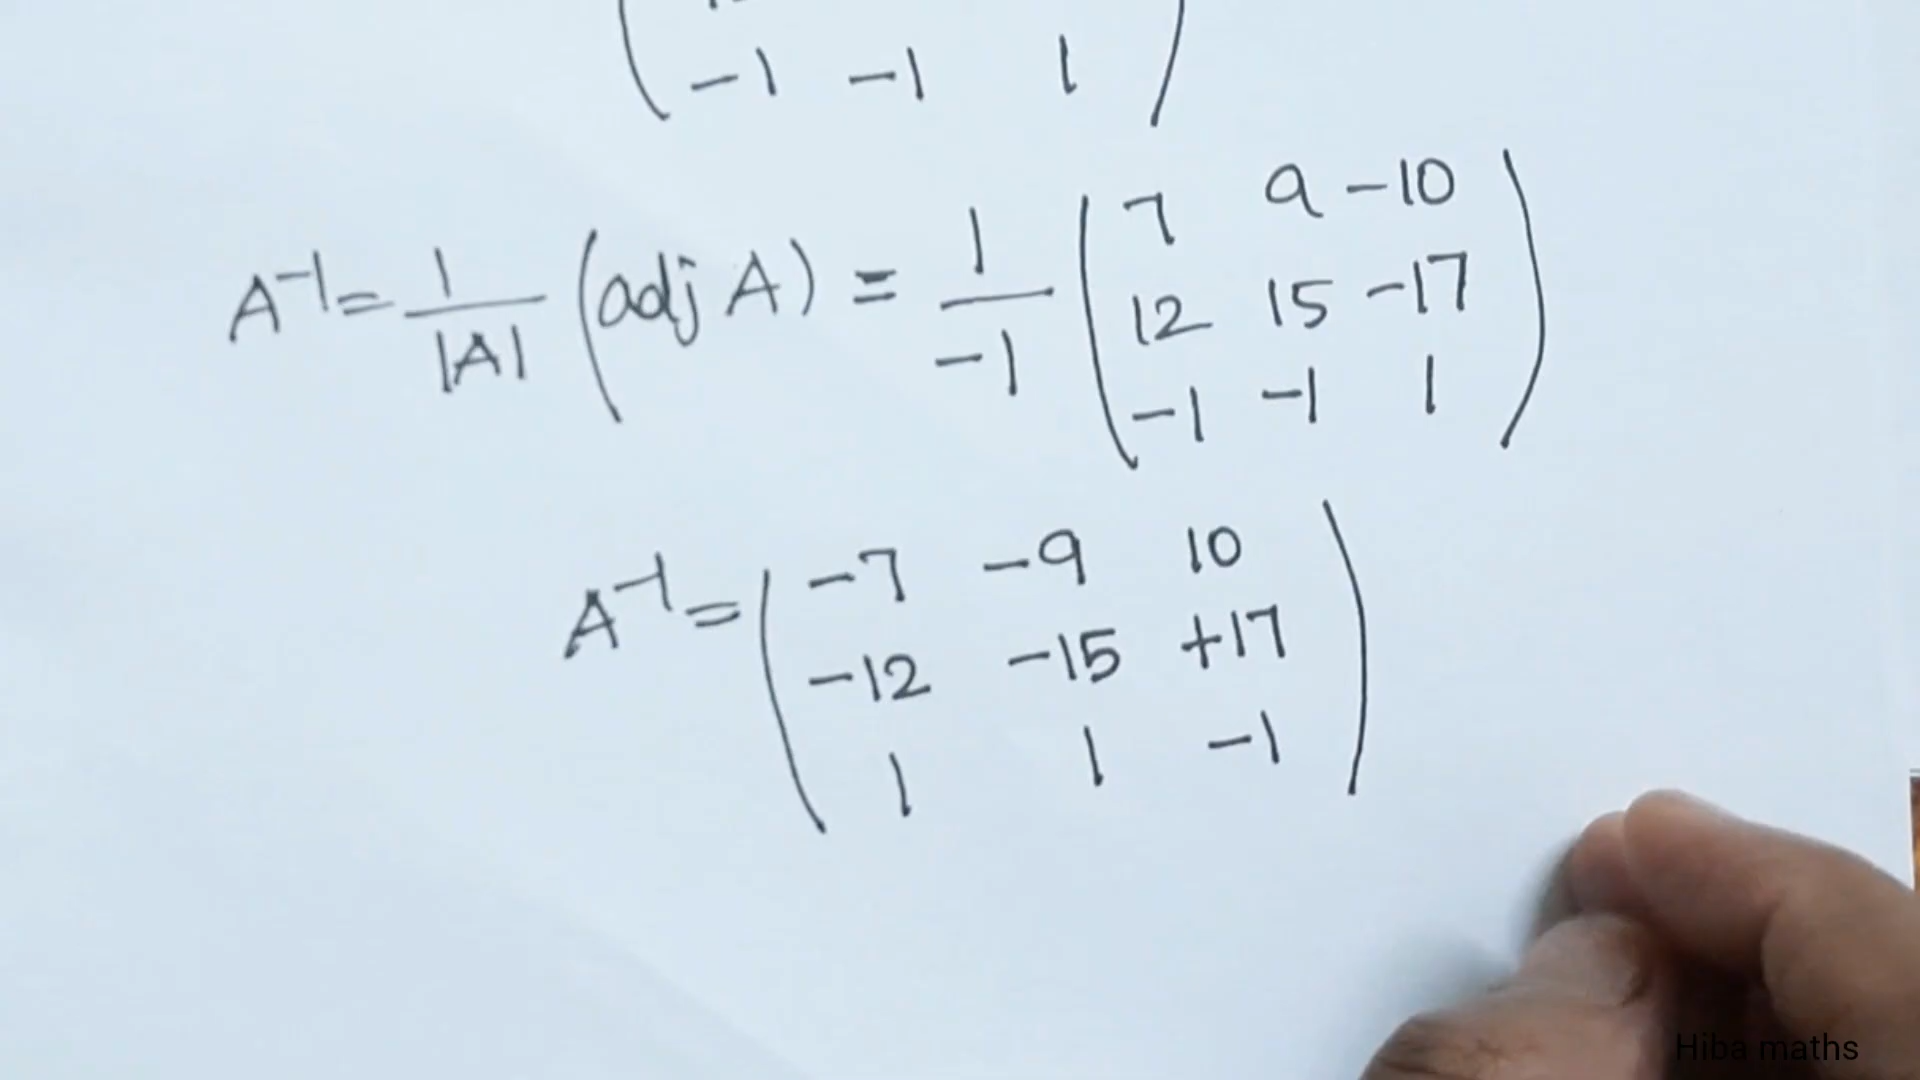 -1 -1 1
A⁻¹ = 1/|A| (adj A) = 1/-1 ( 7 9 -10
12 15 -17
-1 -1 1 )
A⁻¹ = ( -7 -9 10
-12 -15 +17
1 1 -1 )
Hiba maths